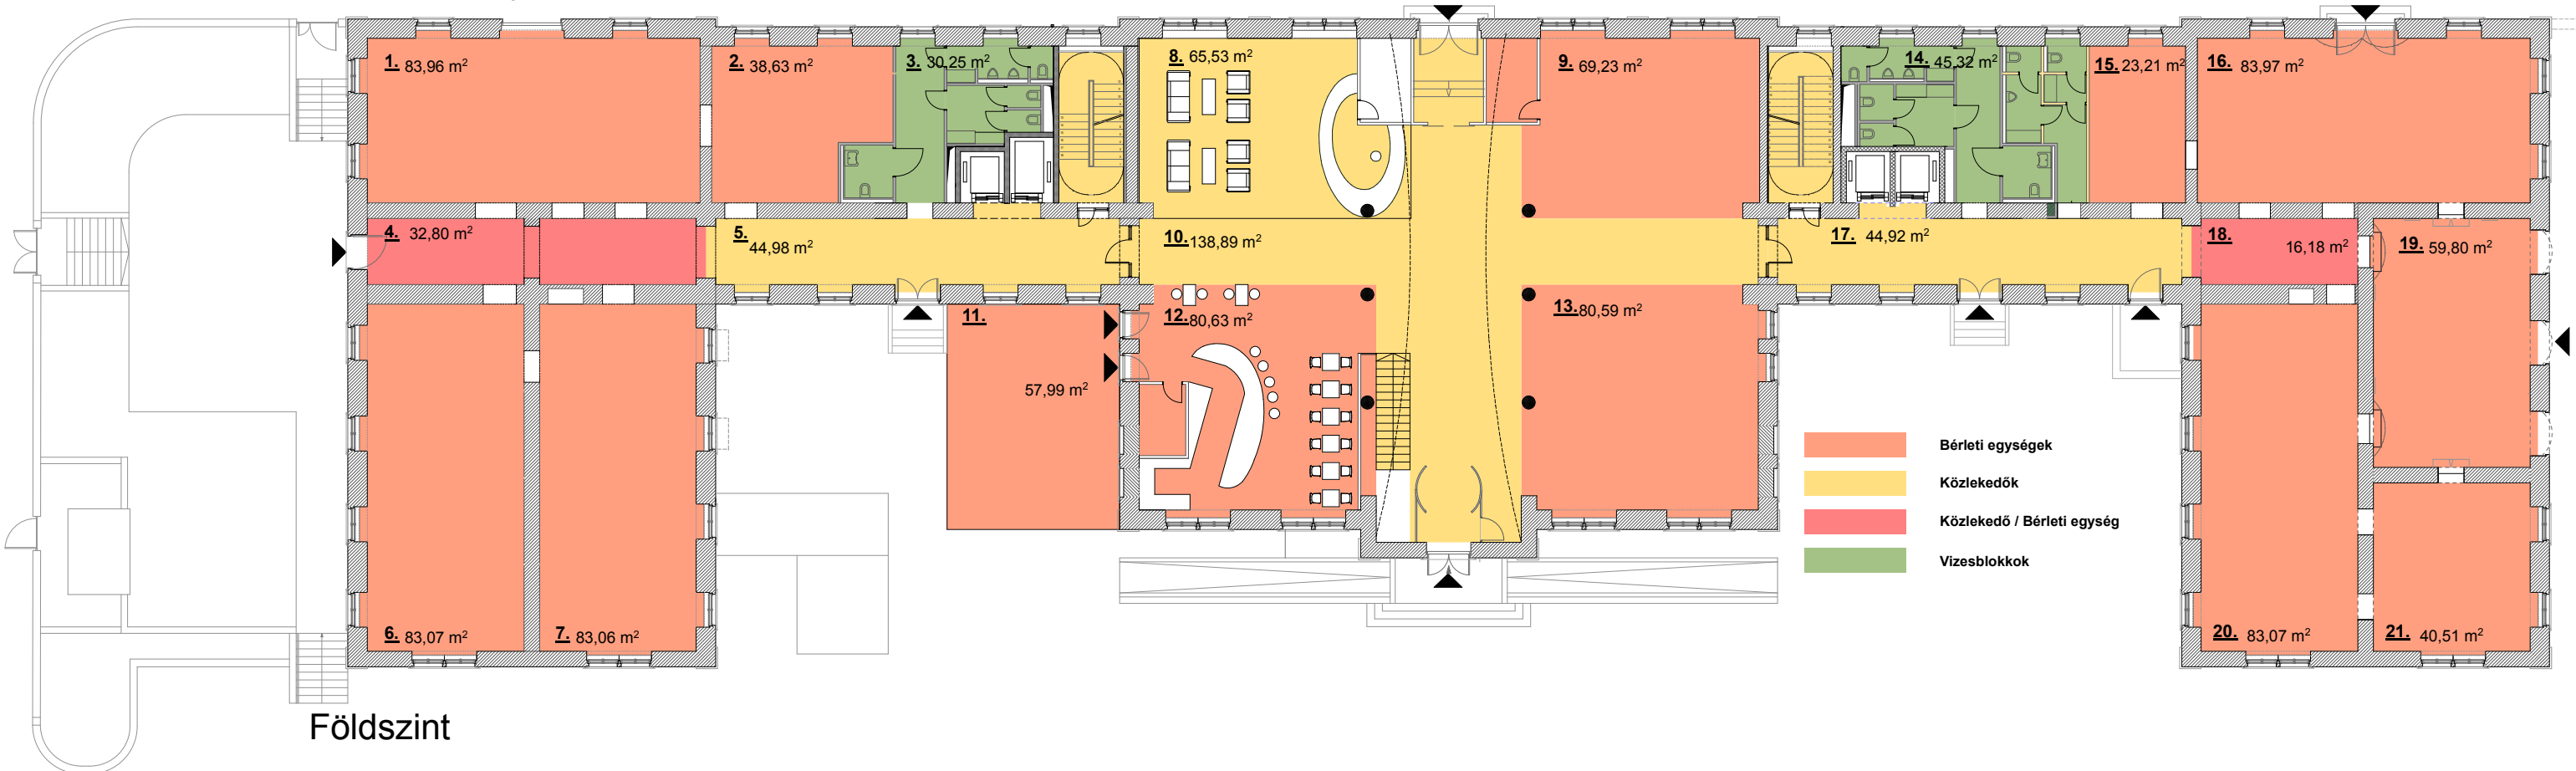 1. 83,96 m²
2. 38,63 m²
3. 30,25 m²
8. 65,53 m²
9. 69,23 m²
14. 45,32 m²
15. 23,21 m²
16. 83,97 m²
4. 32,80 m²
5. 44,98 m²
10. 138,89 m²
17. 44,92 m²
18. 16,18 m²
19. 59,80 m²
11. 57,99 m²
12. 80,63 m²
13. 80,59 m²
Bérleti egységek
Közlekedők
Közlekedő / Bérleti egység
Vizesblokkok
6. 83,07 m²
7. 83,06 m²
20. 83,07 m²
21. 40,51 m²
Földszint